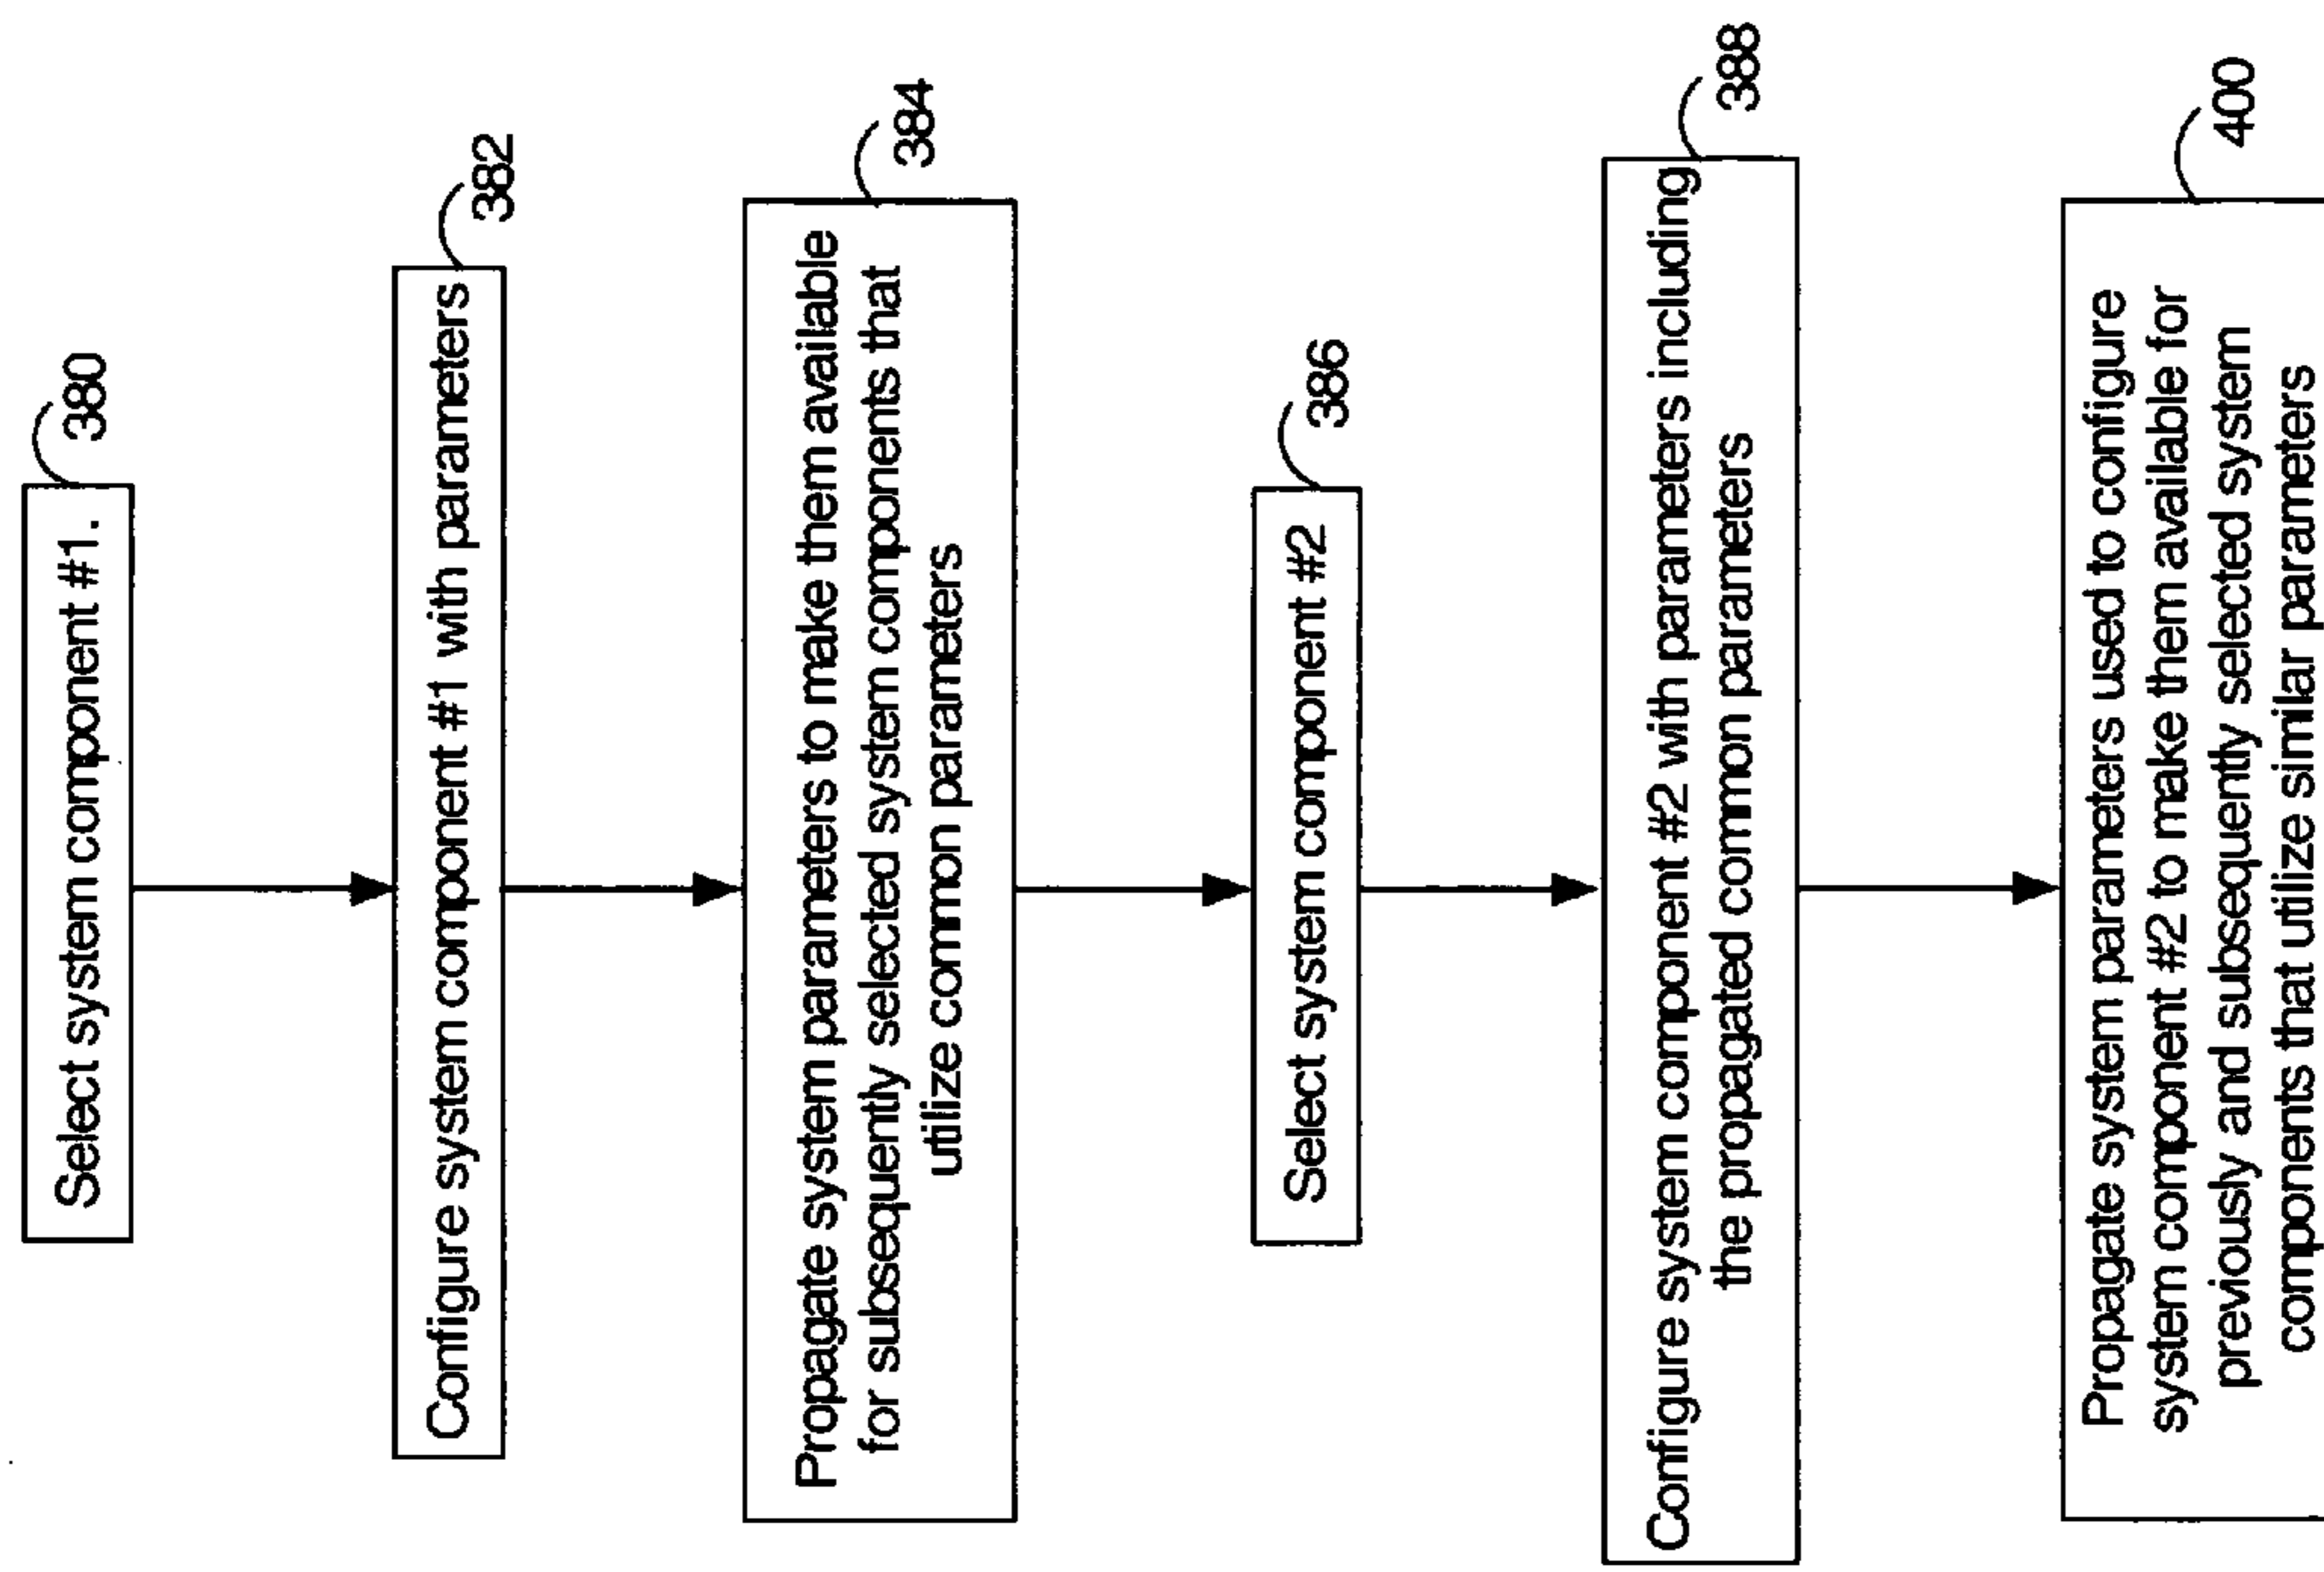 Select system component #1.
380
Configure system component #1 with parameters
382
Propagate system parameters to make them available
for subsequently selected system components that
utilize common parameters
384
Select system component #2
386
Configure system component #2 with parameters including
the propagated common parameters
388
Propagate system parameters used to configure
system component #2 to make them available for
previously and subsequently selected system
components that utilize similar parameters
400